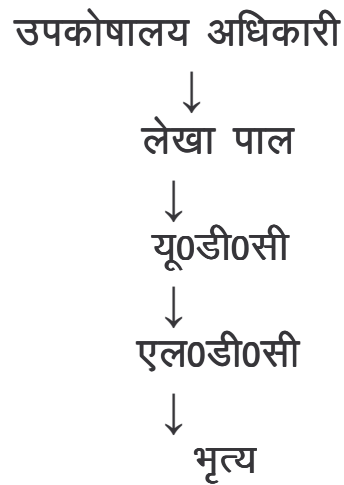 उपकोषालय अधिकारी
↓
लेखा पाल
↓
यू0डी0सी
↓
एल0डी0सी
↓
भृत्य